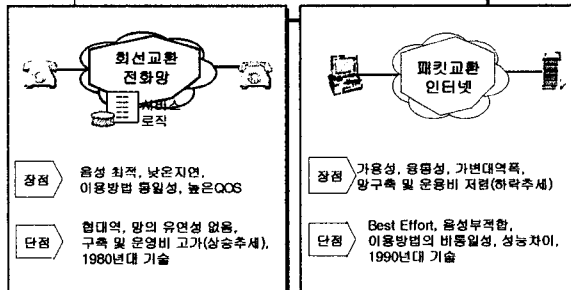 회선교환
전화망
서비스
로직
장점
음성 최적, 낮은지연,
이용방법 통일성, 높은QOS
단점
협대역, 망의 유연성 없음,
구축 및 운영비 고가(상승추세),
1980년대 기술
패킷교환
인터넷
장점
가용성, 융통성, 가변대역폭,
망구축 및 운용비 저렴(하락추세)
단점
Best Effort, 음성부적합,
이용방법의 비통일성, 성능차이,
1990년대 기술